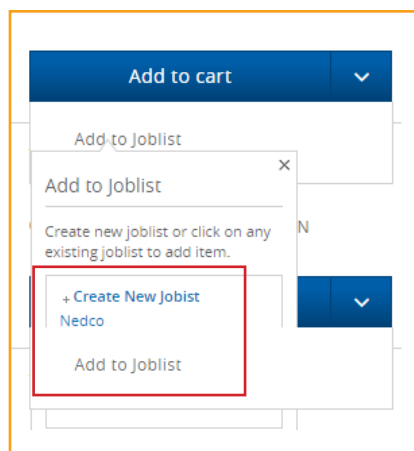 Add to cart
Add to Joblist
Add to Joblist
×
Create new joblist or click on any
existing joblist to add item.
N
+ Create New Jobist
Nedco
Add to Joblist